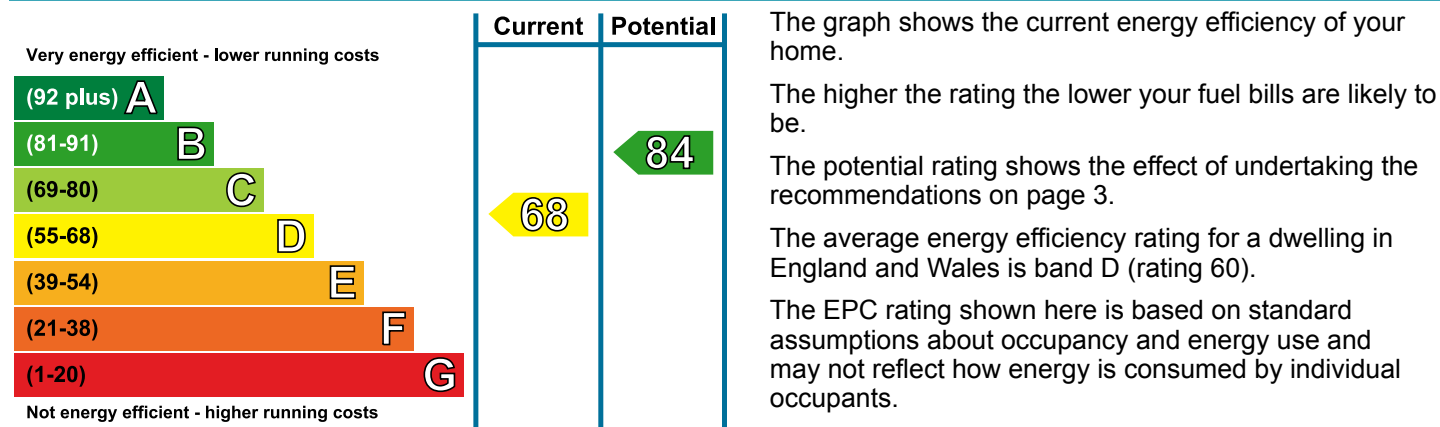 Current Potential
Very energy efficient - lower running costs
(92 plus) A
(81-91) B
84
(69-80) C
68
(55-68) D
(39-54) E
(21-38) F
(1-20) G
Not energy efficient - higher running costs
The graph shows the current energy efficiency of your
home.
The higher the rating the lower your fuel bills are likely to
be.
The potential rating shows the effect of undertaking the
recommendations on page 3.
The average energy efficiency rating for a dwelling in
England and Wales is band D (rating 60).
The EPC rating shown here is based on standard
assumptions about occupancy and energy use and
may not reflect how energy is consumed by individual
occupants.